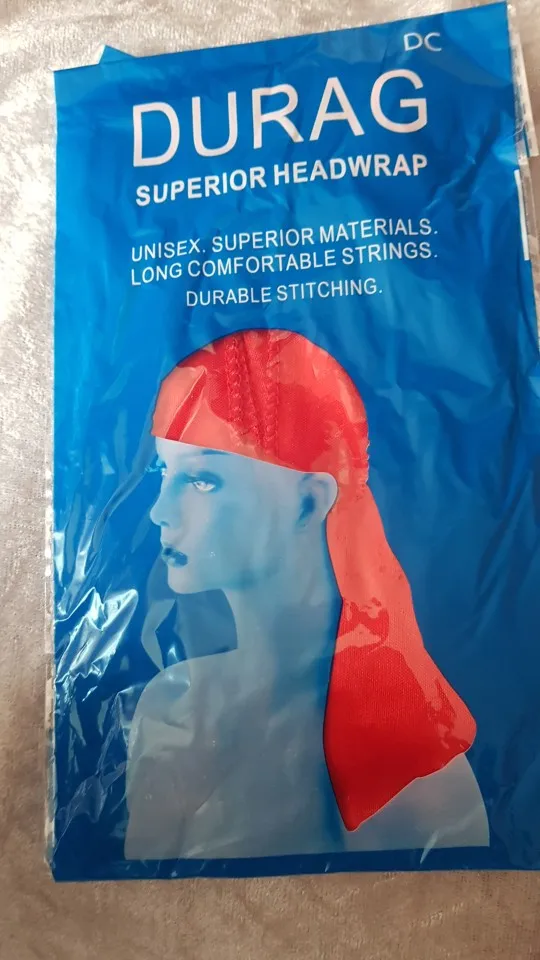 DC
DURAG
SUPERIOR HEADWRAP
UNISEX. SUPERIOR MATERIALS.
LONG COMFORTABLE STRINGS.
DURABLE STITCHING.